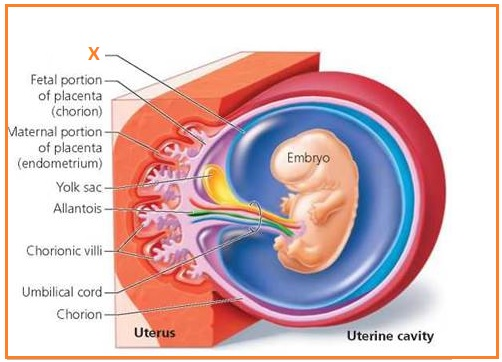 X
Fetal portion
of placenta
(chorion)
Maternal portion
of placenta
(endometrium)
Yolk sac
Allantois
Chorionic villi
Umbilical cord
Chorion
Embryo
Uterus
Uterine cavity